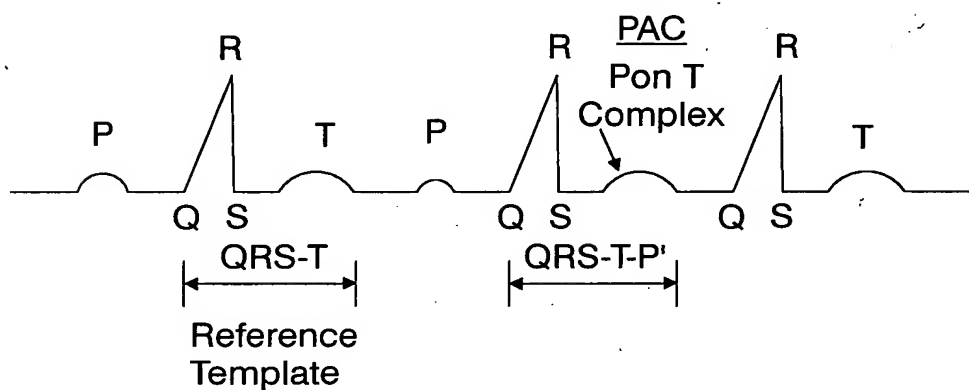 PAC
R
R
Pon T
R
Complex
P
T
P
T
Q
S
Q
S
Q
S
QRS-T
QRS-T-P'
Reference
Template